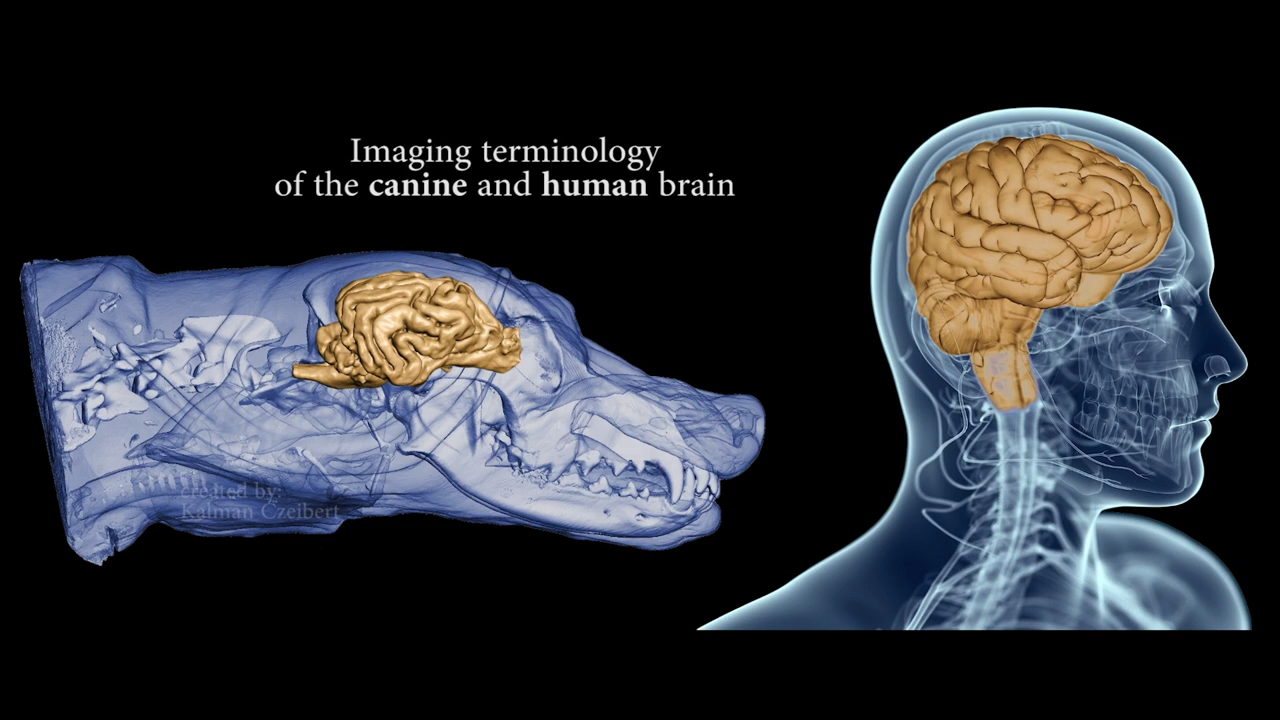 Imaging terminology
of the canine and human brain
created by:
Kalman Czeibert